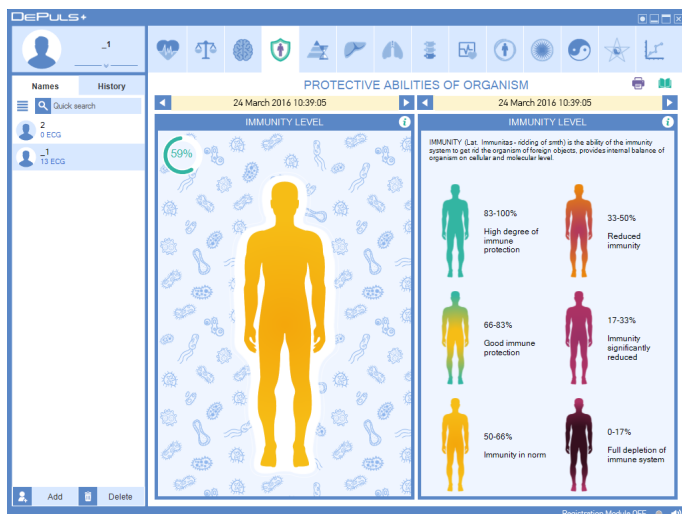 DePuls+
_1
Names
History
Quick search
2
0 ECG
_1
13 ECG
Add
Delete
PROTECTIVE ABILITIES OF ORGANISM
24 March 2016 10:39:05
24 March 2016 10:39:05
IMMUNITY LEVEL
IMMUNITY LEVEL
59%
IMMUNITY (Lat. Immunitas - ridding of smth) is the ability of the immunity
system to get rid the organism of foreign objects, provides internal balance of
organism on cellular and molecular level.
83-100%
High degree of
immune
protection
33-50%
Reduced
immunity
66-83%
Good immune
protection
17-33%
Immunity
significantly
reduced
50-66%
Immunity in norm
0-17%
Full depletion of
immune system
Registration Module OFF